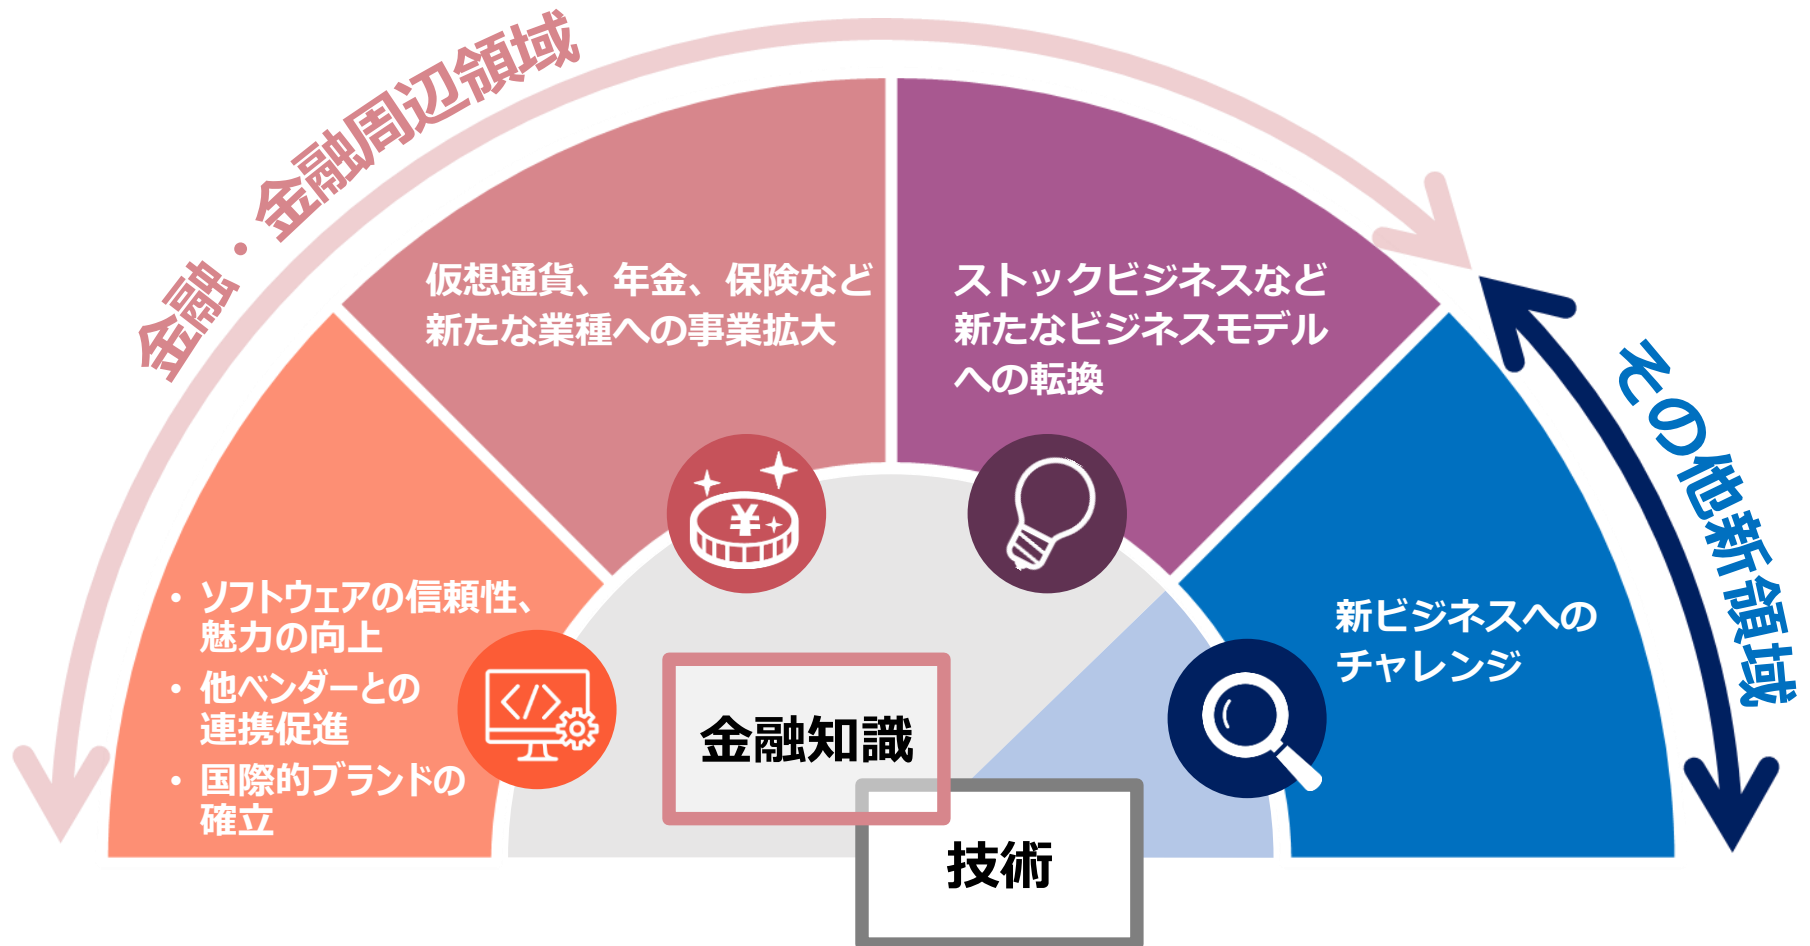 金融・金融周辺領域
仮想通貨、年金、保険など
新たな業種への事業拡大
ストックビジネスなど
新たなビジネスモデル
への転換
その他新領域
• ソフトウェアの信頼性、
魅力の向上
• 他ベンダーとの
連携促進
• 国際的ブランドの
確立
新ビジネスへの
チャレンジ
¥
</>
金融知識
技術